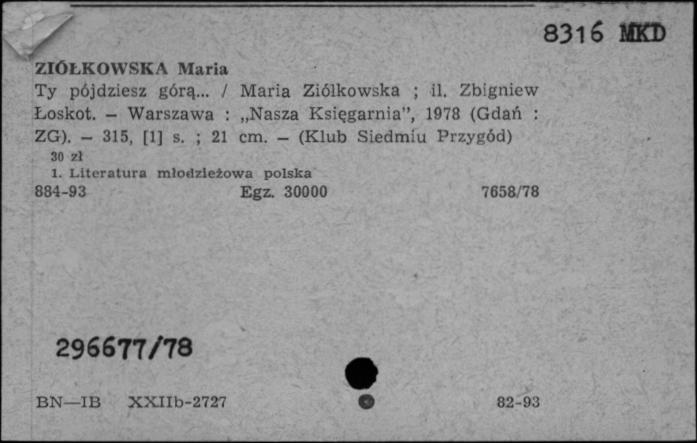 8316 MKD
ZIÓŁKOWSKA Maria
Ty pójdziesz górą... / Maria Ziółkowska ; il. Zbigniew
Łoskot. — Warszawa : „Nasza Księgarnia”, 1978 (Gdań :
ZG). — 315, [1] s. ; 21 cm. — (Klub Siedmiu Przygód)
30 zł
1. Literatura młodzieżowa polska
884-93 Egz. 30000 7658/78
296677/78
BN—IB XXIIb-2727 82-93